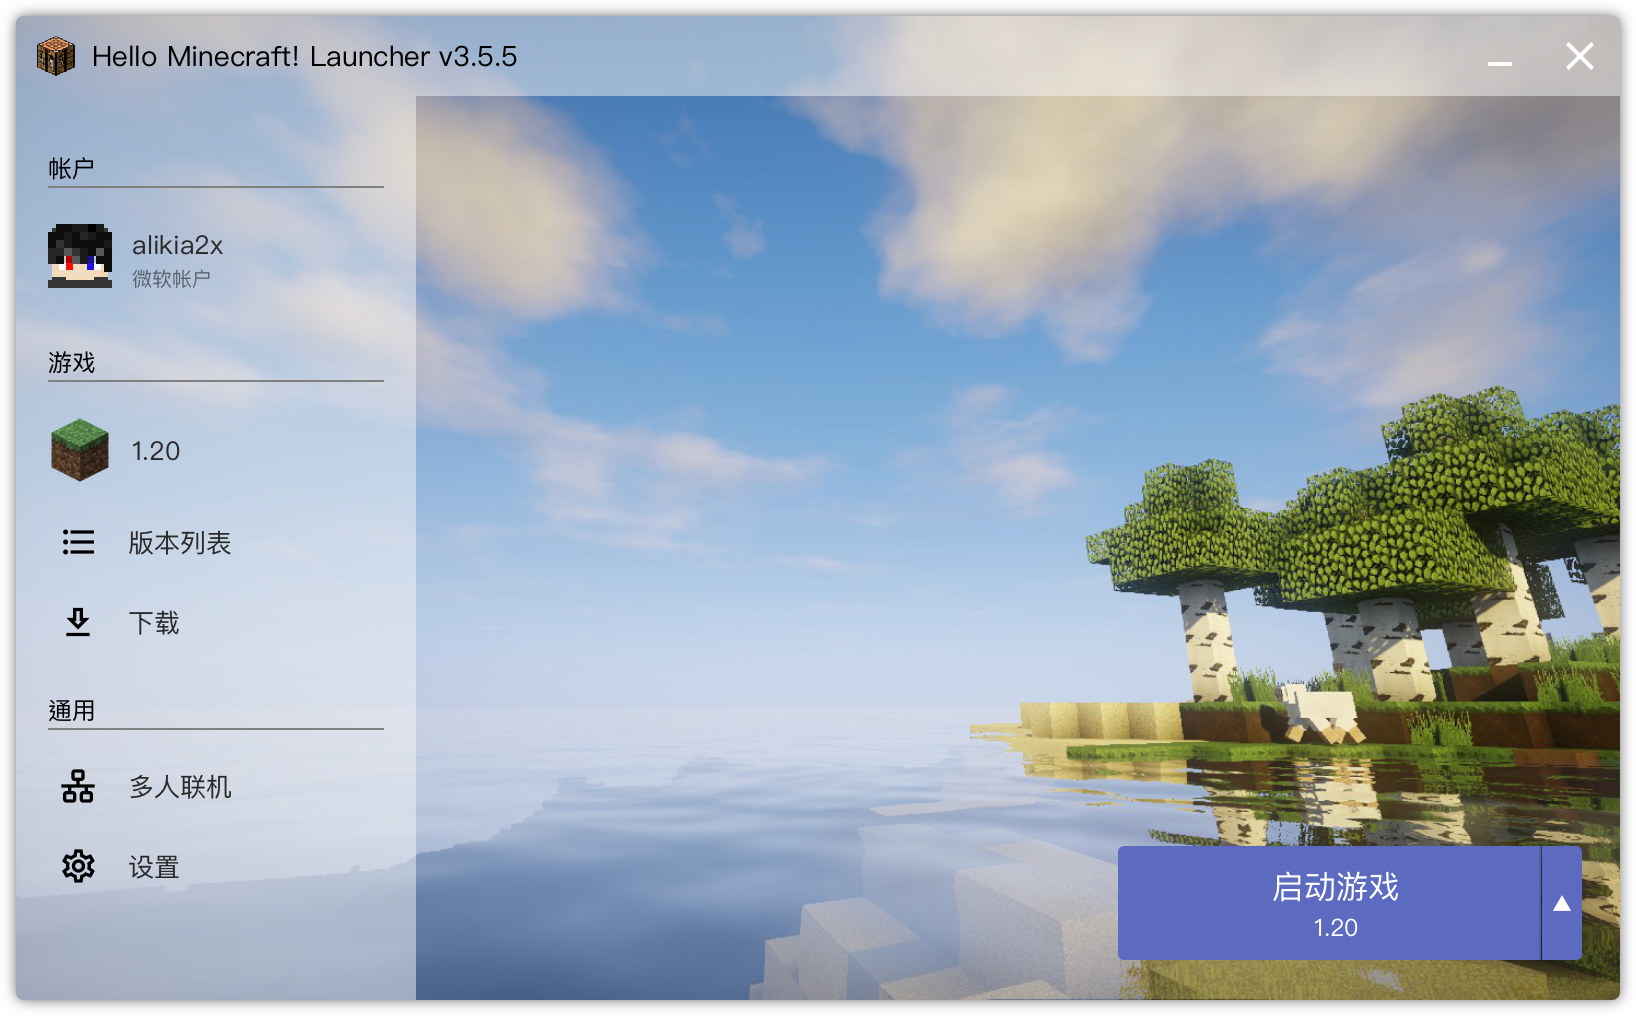 Hello Minecraft! Launcher v3.5.5
帐户
alikia2x
微软帐户
游戏
1.20
版本列表
下载
通用
多人联机
设置
启动游戏
1.20